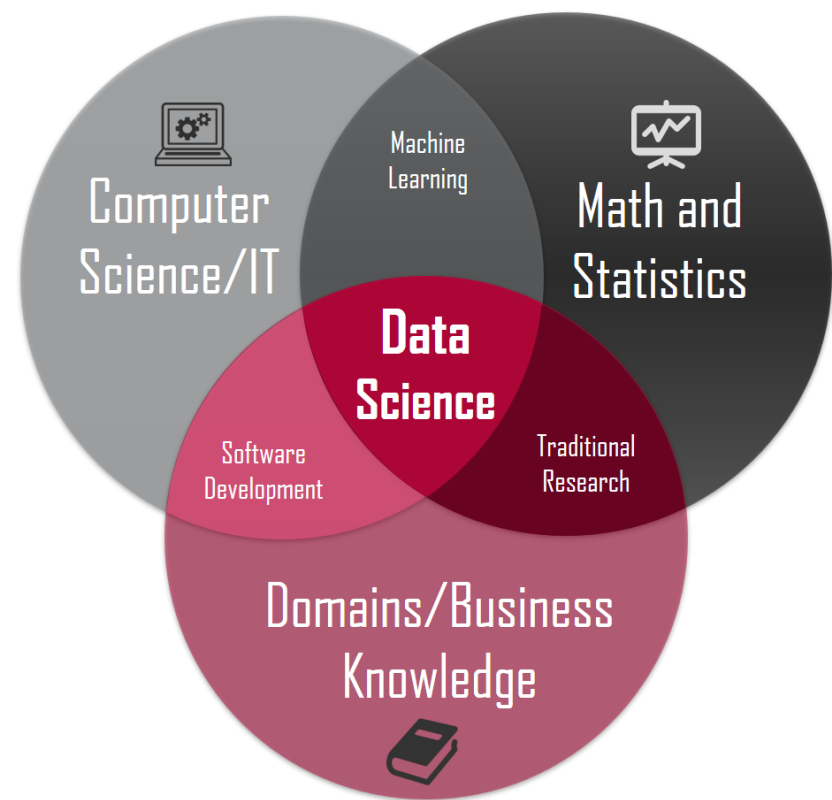 Machine
Learning
Computer
Science/IT
Math and
Statistics
Data
Science
Software
Development
Traditional
Research
Domains/Business
Knowledge